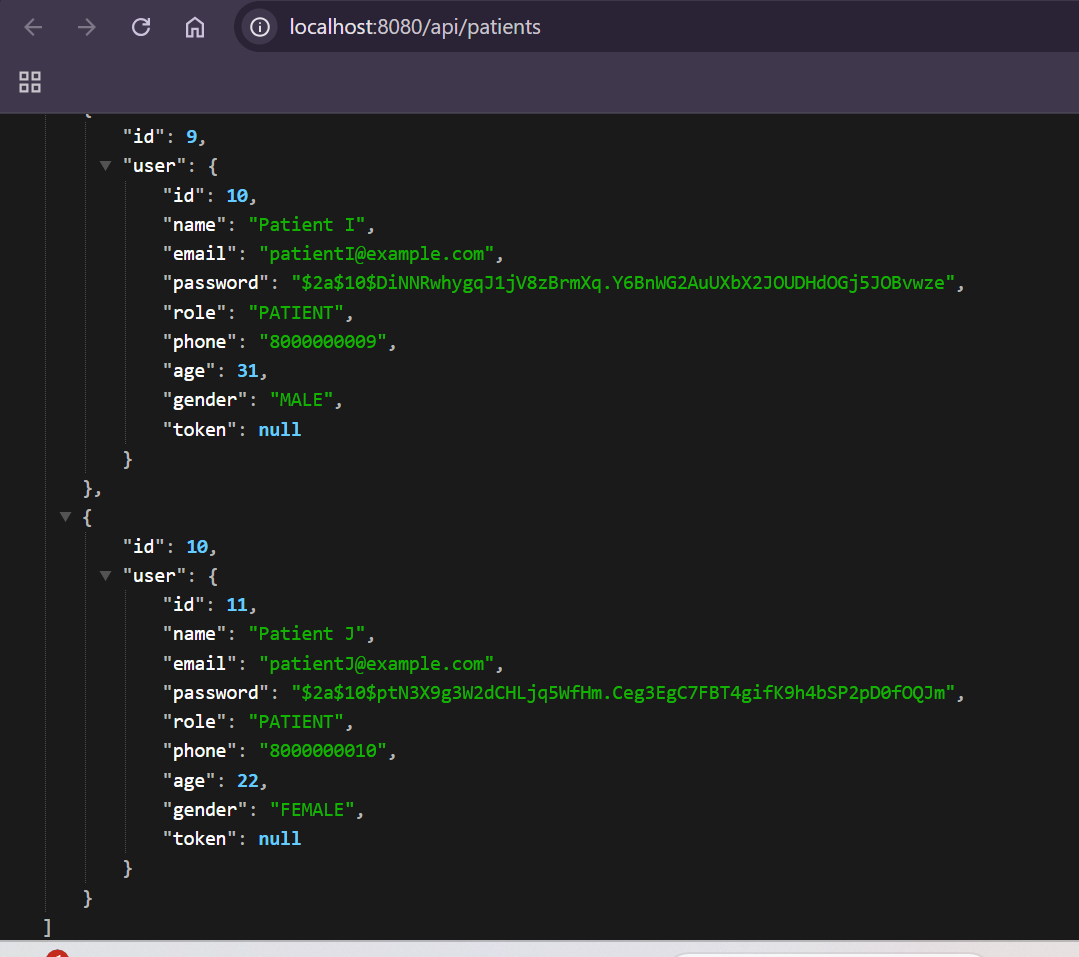 localhost:8080/api/patients
{
"id": 9,
"user": {
"id": 10,
"name": "Patient I",
"email": "patientI@example.com",
"password": "$2a$10$DiNNRwhygqJ1jV8zBrmXq.Y6BnWG2AuUXbX2JOUDHdOGj5JOBvwze",
"role": "PATIENT",
"phone": "8000000009",
"age": 31,
"gender": "MALE",
"token": null
}
},
{
"id": 10,
"user": {
"id": 11,
"name": "Patient J",
"email": "patientJ@example.com",
"password": "$2a$10$ptN3X9g3W2dCHLjq5WfHm.Ceg3EgC7FBT4gifK9h4bSP2pD0fOQJm",
"role": "PATIENT",
"phone": "8000000010",
"age": 22,
"gender": "FEMALE",
"token": null
}
}
]